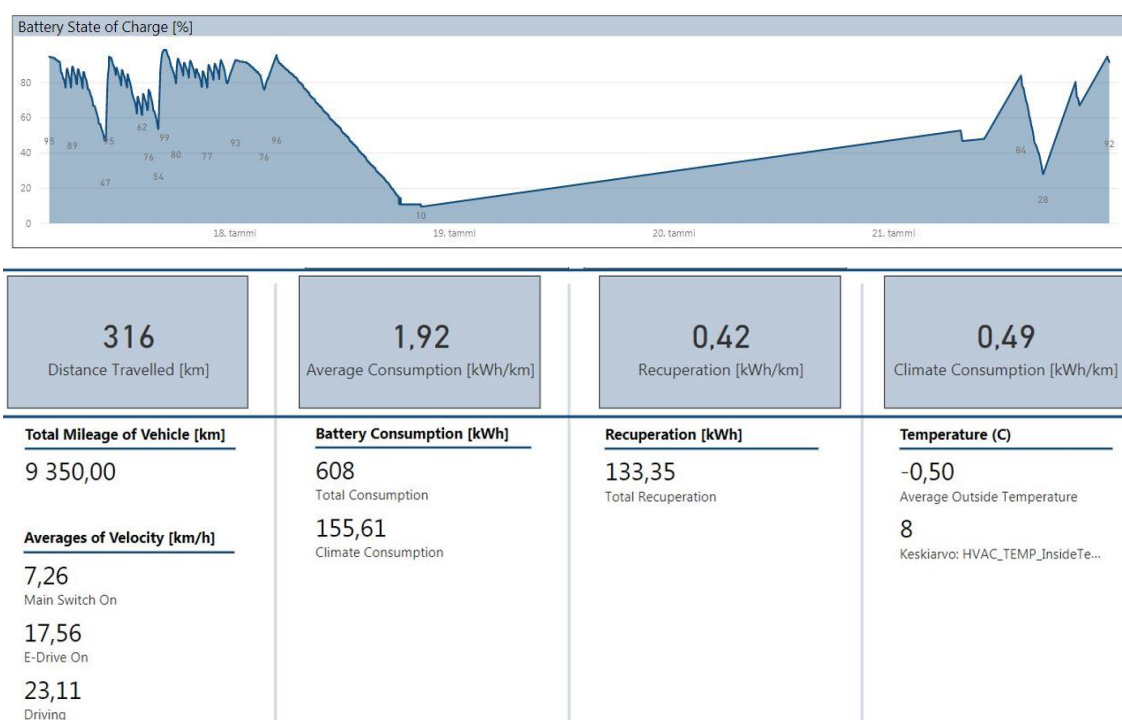 Battery State of Charge [%]
80
60
40
20
0
95
89
47
95
62
76
54
99
80
77
93
76
96
10
84
28
92
18. tammi
19. tammi
20. tammi
21. tammi
316
Distance Travelled [km]
1,92
Average Consumption [kWh/km]
0,42
Recuperation [kWh/km]
0,49
Climate Consumption [kWh/km]
Total Mileage of Vehicle [km]
9 350,00
Averages of Velocity [km/h]
7,26
Main Switch On
17,56
E-Drive On
23,11
Driving
Battery Consumption [kWh]
608
Total Consumption
155,61
Climate Consumption
Recuperation [kWh]
133,35
Total Recuperation
Temperature (C)
-0,50
Average Outside Temperature
8
Keskiarvo: HVAC_TEMP_InsideTe...